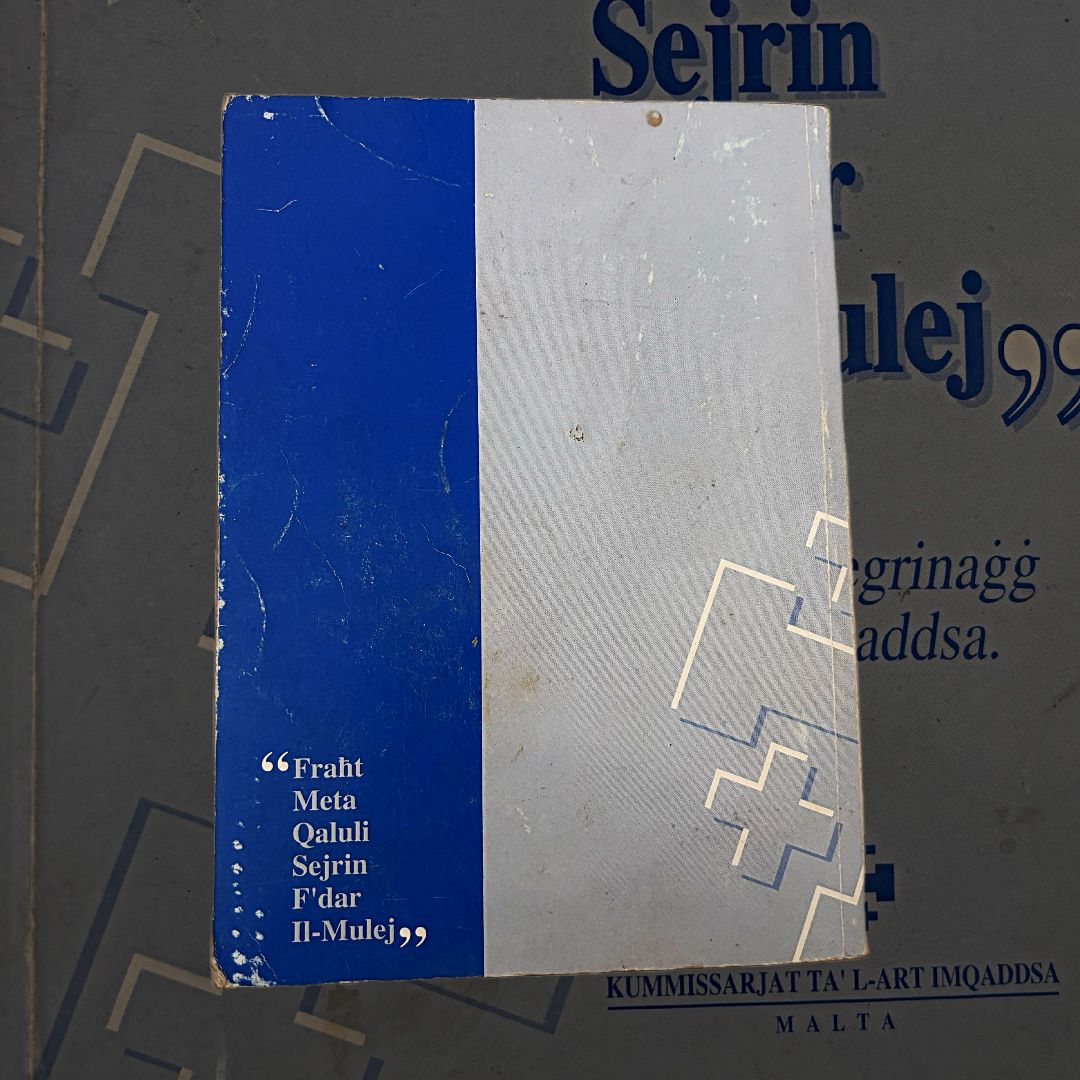 Sejrin
r
ulej”
egrinaġġ
addsa.
“Fraħt
Meta
Qaluli
Sejrin
F'dar
Il-Mulej”
KUMMISSARJAT TA' L-ART IMQADDSA
MALTA